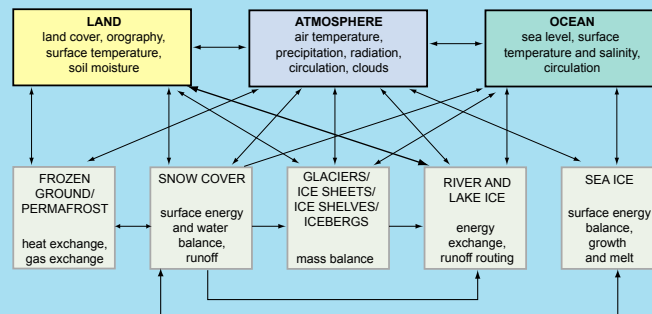 LAND
land cover, orography,
surface temperature,
soil moisture
ATMOSPHERE
air temperature,
precipitation, radiation,
circulation, clouds
OCEAN
sea level, surface
temperature and salinity,
circulation
FROZEN
GROUND/
PERMAFROST
heat exchange,
gas exchange
SNOW COVER
surface energy
and water
balance,
runoff
GLACIERS/
ICE SHEETS/
ICE SHELVES/
ICEBERGS
mass balance
RIVER AND
LAKE ICE
energy
exchange,
runoff routing
SEA ICE
surface energy
balance,
growth
and melt